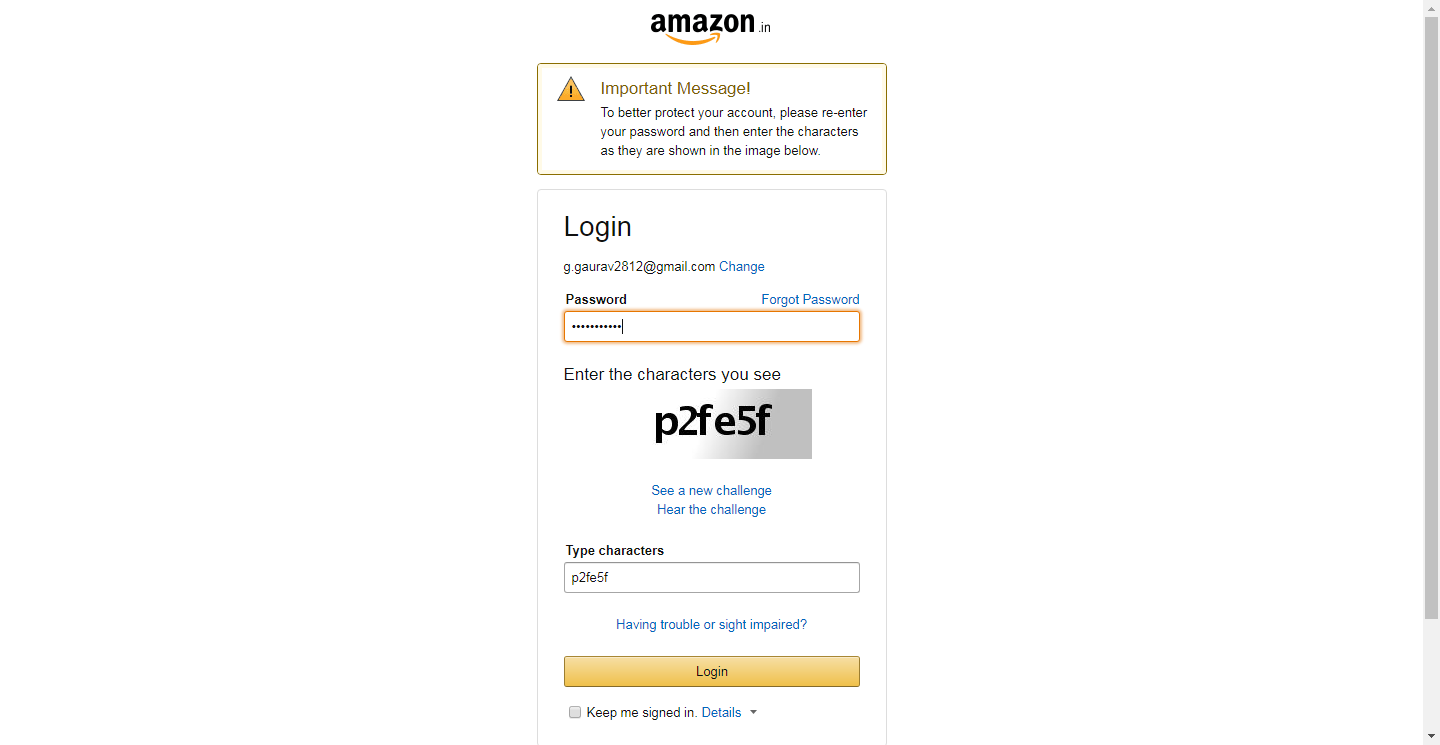 amazon.in
Important Message!
To better protect your account, please re-enter
your password and then enter the characters
as they are shown in the image below.
Login
g.gaurav2812@gmail.com Change
Password Forgot Password
•••••••••••
Enter the characters you see
p2fe5f
See a new challenge
Hear the challenge
Type characters
p2fe5f
Having trouble or sight impaired?
Login
Keep me signed in. Details